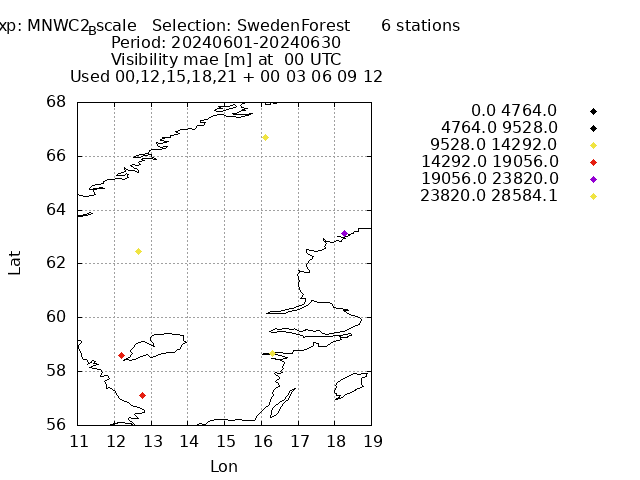 xp: MNWC2Bscale Selection: SwedenForest 6 stations
Period: 20240601-20240630
Visibility mae [m] at 00 UTC
Used 00,12,15,18,21 + 00 03 06 09 12
0.0 4764.0
4764.0 9528.0
9528.0 14292.0
14292.0 19056.0
19056.0 23820.0
23820.0 28584.1
68
66
64
62
60
58
56
Lat
11 12 13 14 15 16 17 18 19
Lon